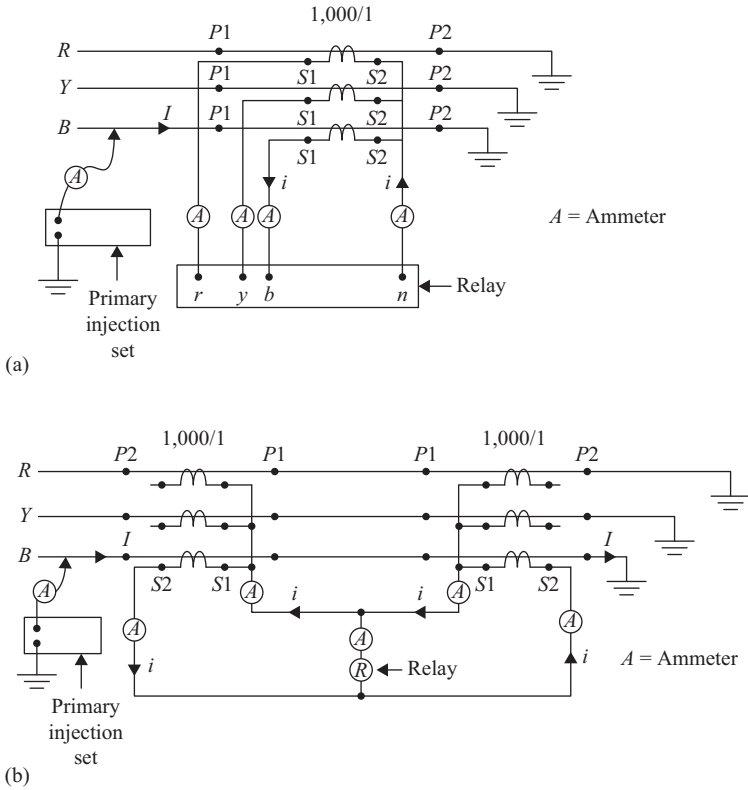 1,000/1
R P1 P2
S1 S2
Y P1 P2
S1 S2
B I P1 P2
S1 S2
i i
A
A A A A
A = Ammeter
r y b n
Relay
Primary
injection
set
(a)
1,000/1 1,000/1
R P2 P1 P1 P2
Y
B I I
S2 S1 S1 S2
A A A
i i
A A A
R Relay
i i
A = Ammeter
Primary
injection
set
(b)